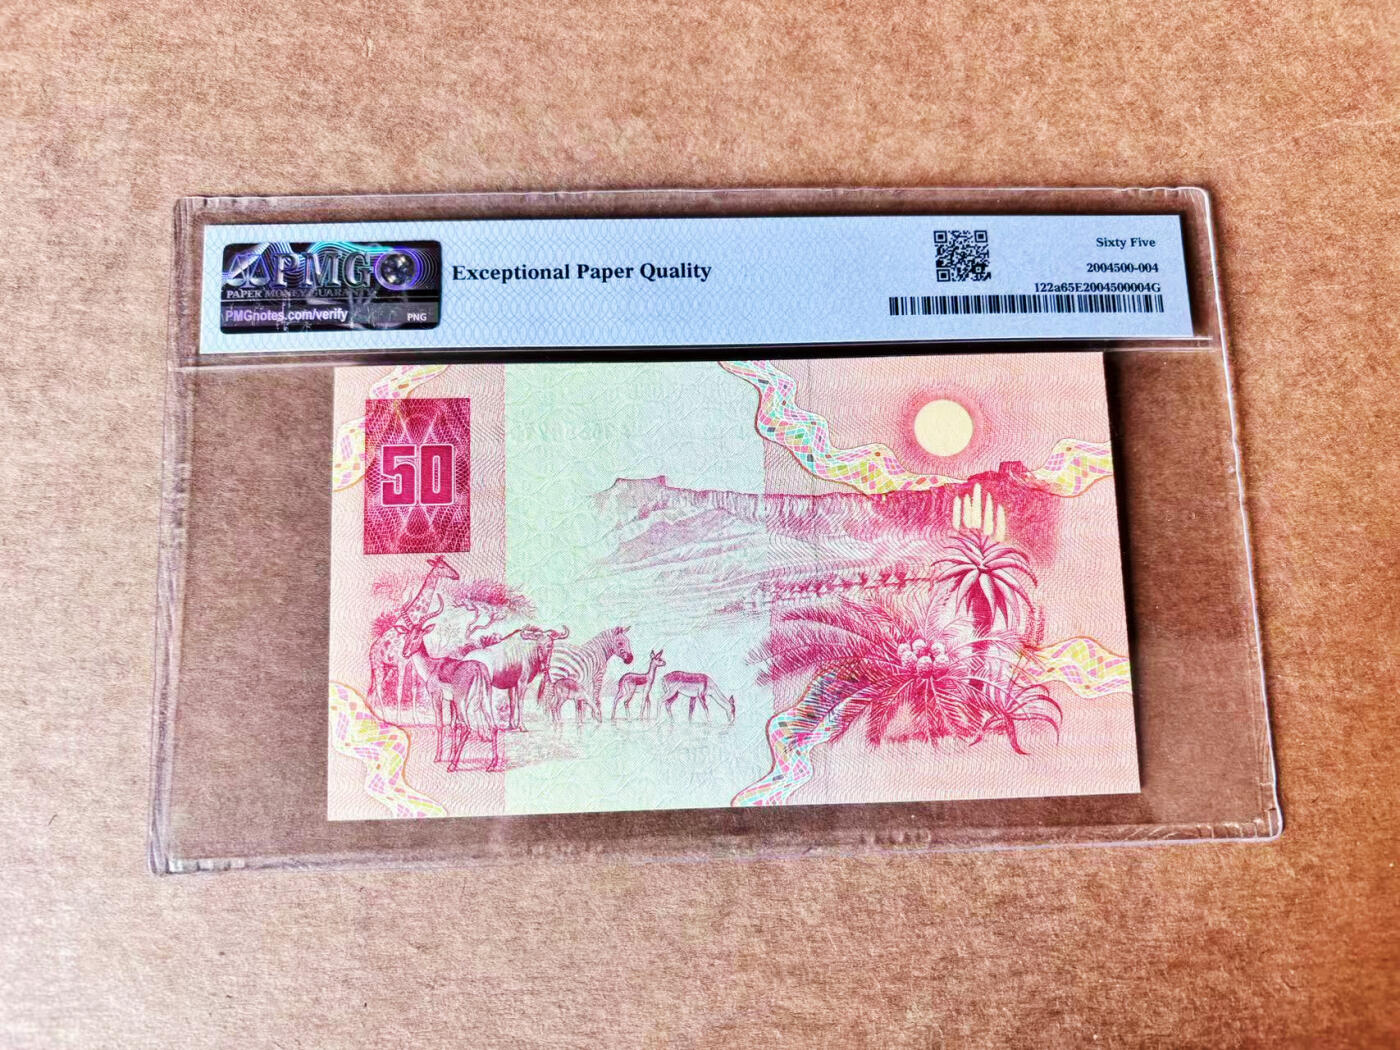 PMG
PAPER MONEY GUARANTY
PMGnotes.com/verify
PNG
Exceptional Paper Quality
Sixty Five
2004500-004
122a65E2004500004G
50